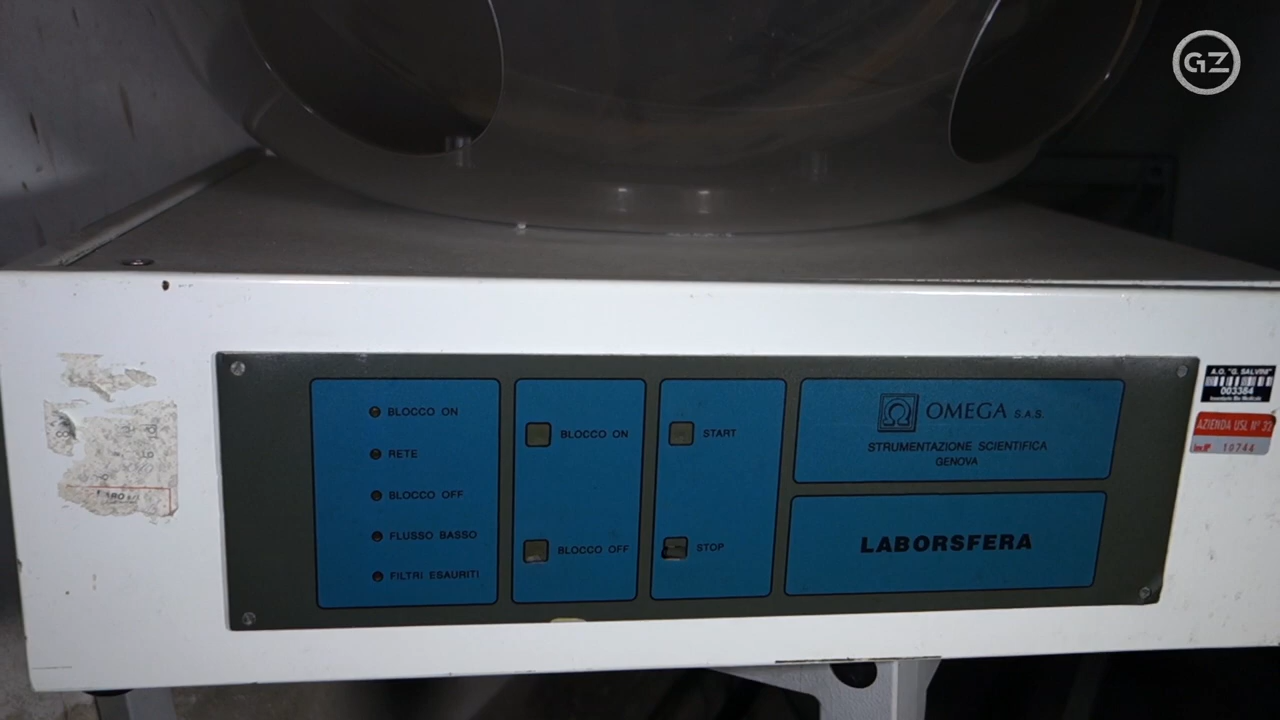 GZ
BLOCCO ON
RETE
BLOCCO OFF
FLUSSO BASSO
FILTRI ESAURITI
BLOCCO ON
BLOCCO OFF
START
STOP
OMEGA S.A.S.
STRUMENTAZIONE SCIENTIFICA
GENOVA
LABORSFERA
A.O. "G. SALVINI"
003384
AZIENDA USL N° 32
10744